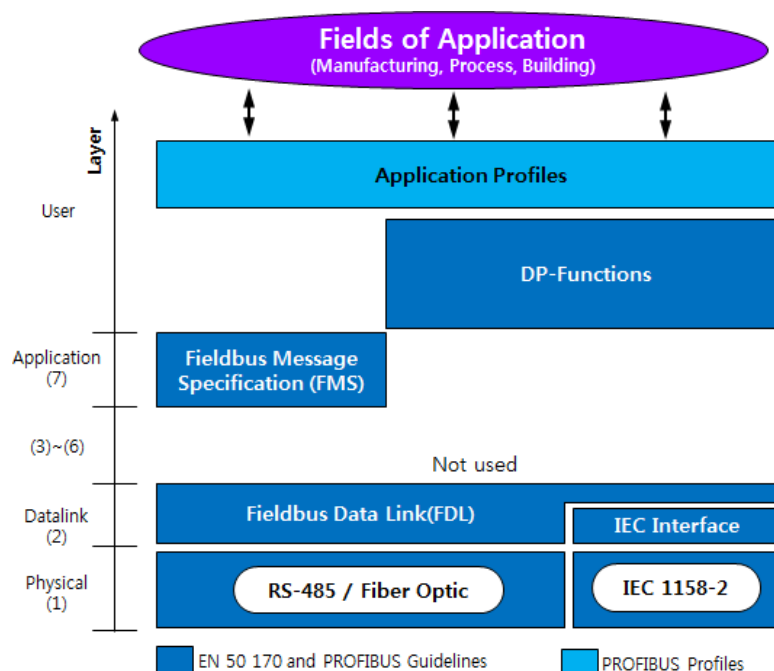 Fields of Application
(Manufacturing, Process, Building)
Layer
Application Profiles
User
DP-Functions
Application
(7)
Fieldbus Message
Specification (FMS)
(3)~(6)
Not used
Datalink
(2)
Fieldbus Data Link(FDL)
IEC Interface
Physical
(1)
RS-485 / Fiber Optic
IEC 1158-2
EN 50 170 and PROFIBUS Guidelines
PROFIBUS Profiles